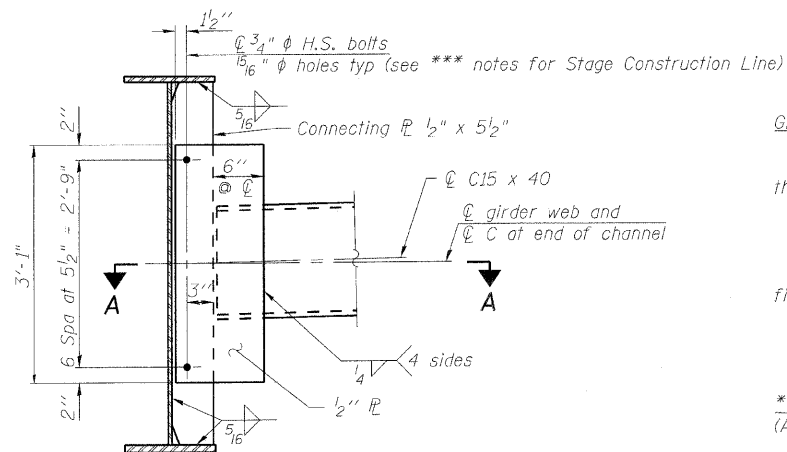 1½"
℄ ¾" ϕ H.S. bolts
15/16" ϕ holes typ (see *** notes for Stage Construction Line)
5/16
Connecting ℙ ½" x 5½"
2"
6"
@ ℄
℄ C15 x 40
℄ girder web and
℄ C at end of channel
3'-1"
6 Spa at 5½" = 2'-9"
A
A
3"
4 sides
¼
½" ℙ
2"
5/16
G
th
fi
*
(A